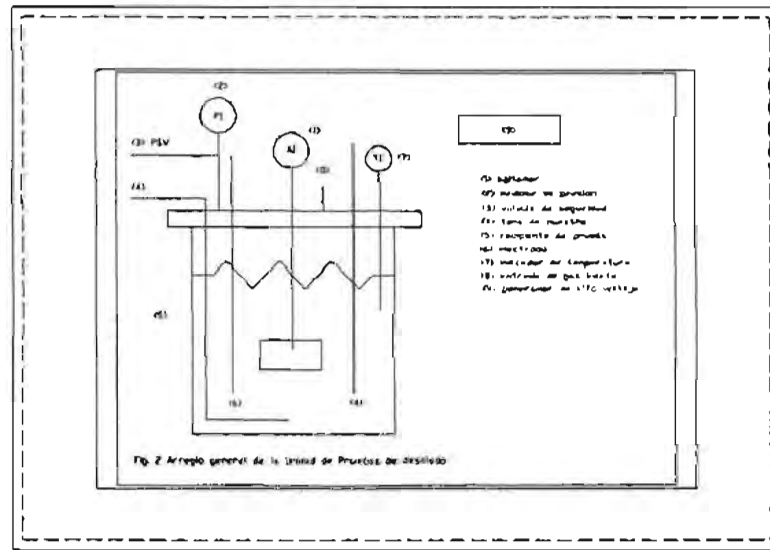 (2)
PI
(1)
AI
(3) PSV
(8)
TI
(7)
(4)
(9)
(1) agitador
(2) medidor de presion
(3) valvula de seguridad
(4) toma de muestra
(5) recipiente de prueba
(6) electrodo
(7) indicador de temperatura
(8) entrada de gas inerte
(9) generador de alto voltaje
(5)
(6)
(6)
Fig. 2 Arreglo general de la Unidad de Pruebas de desalado